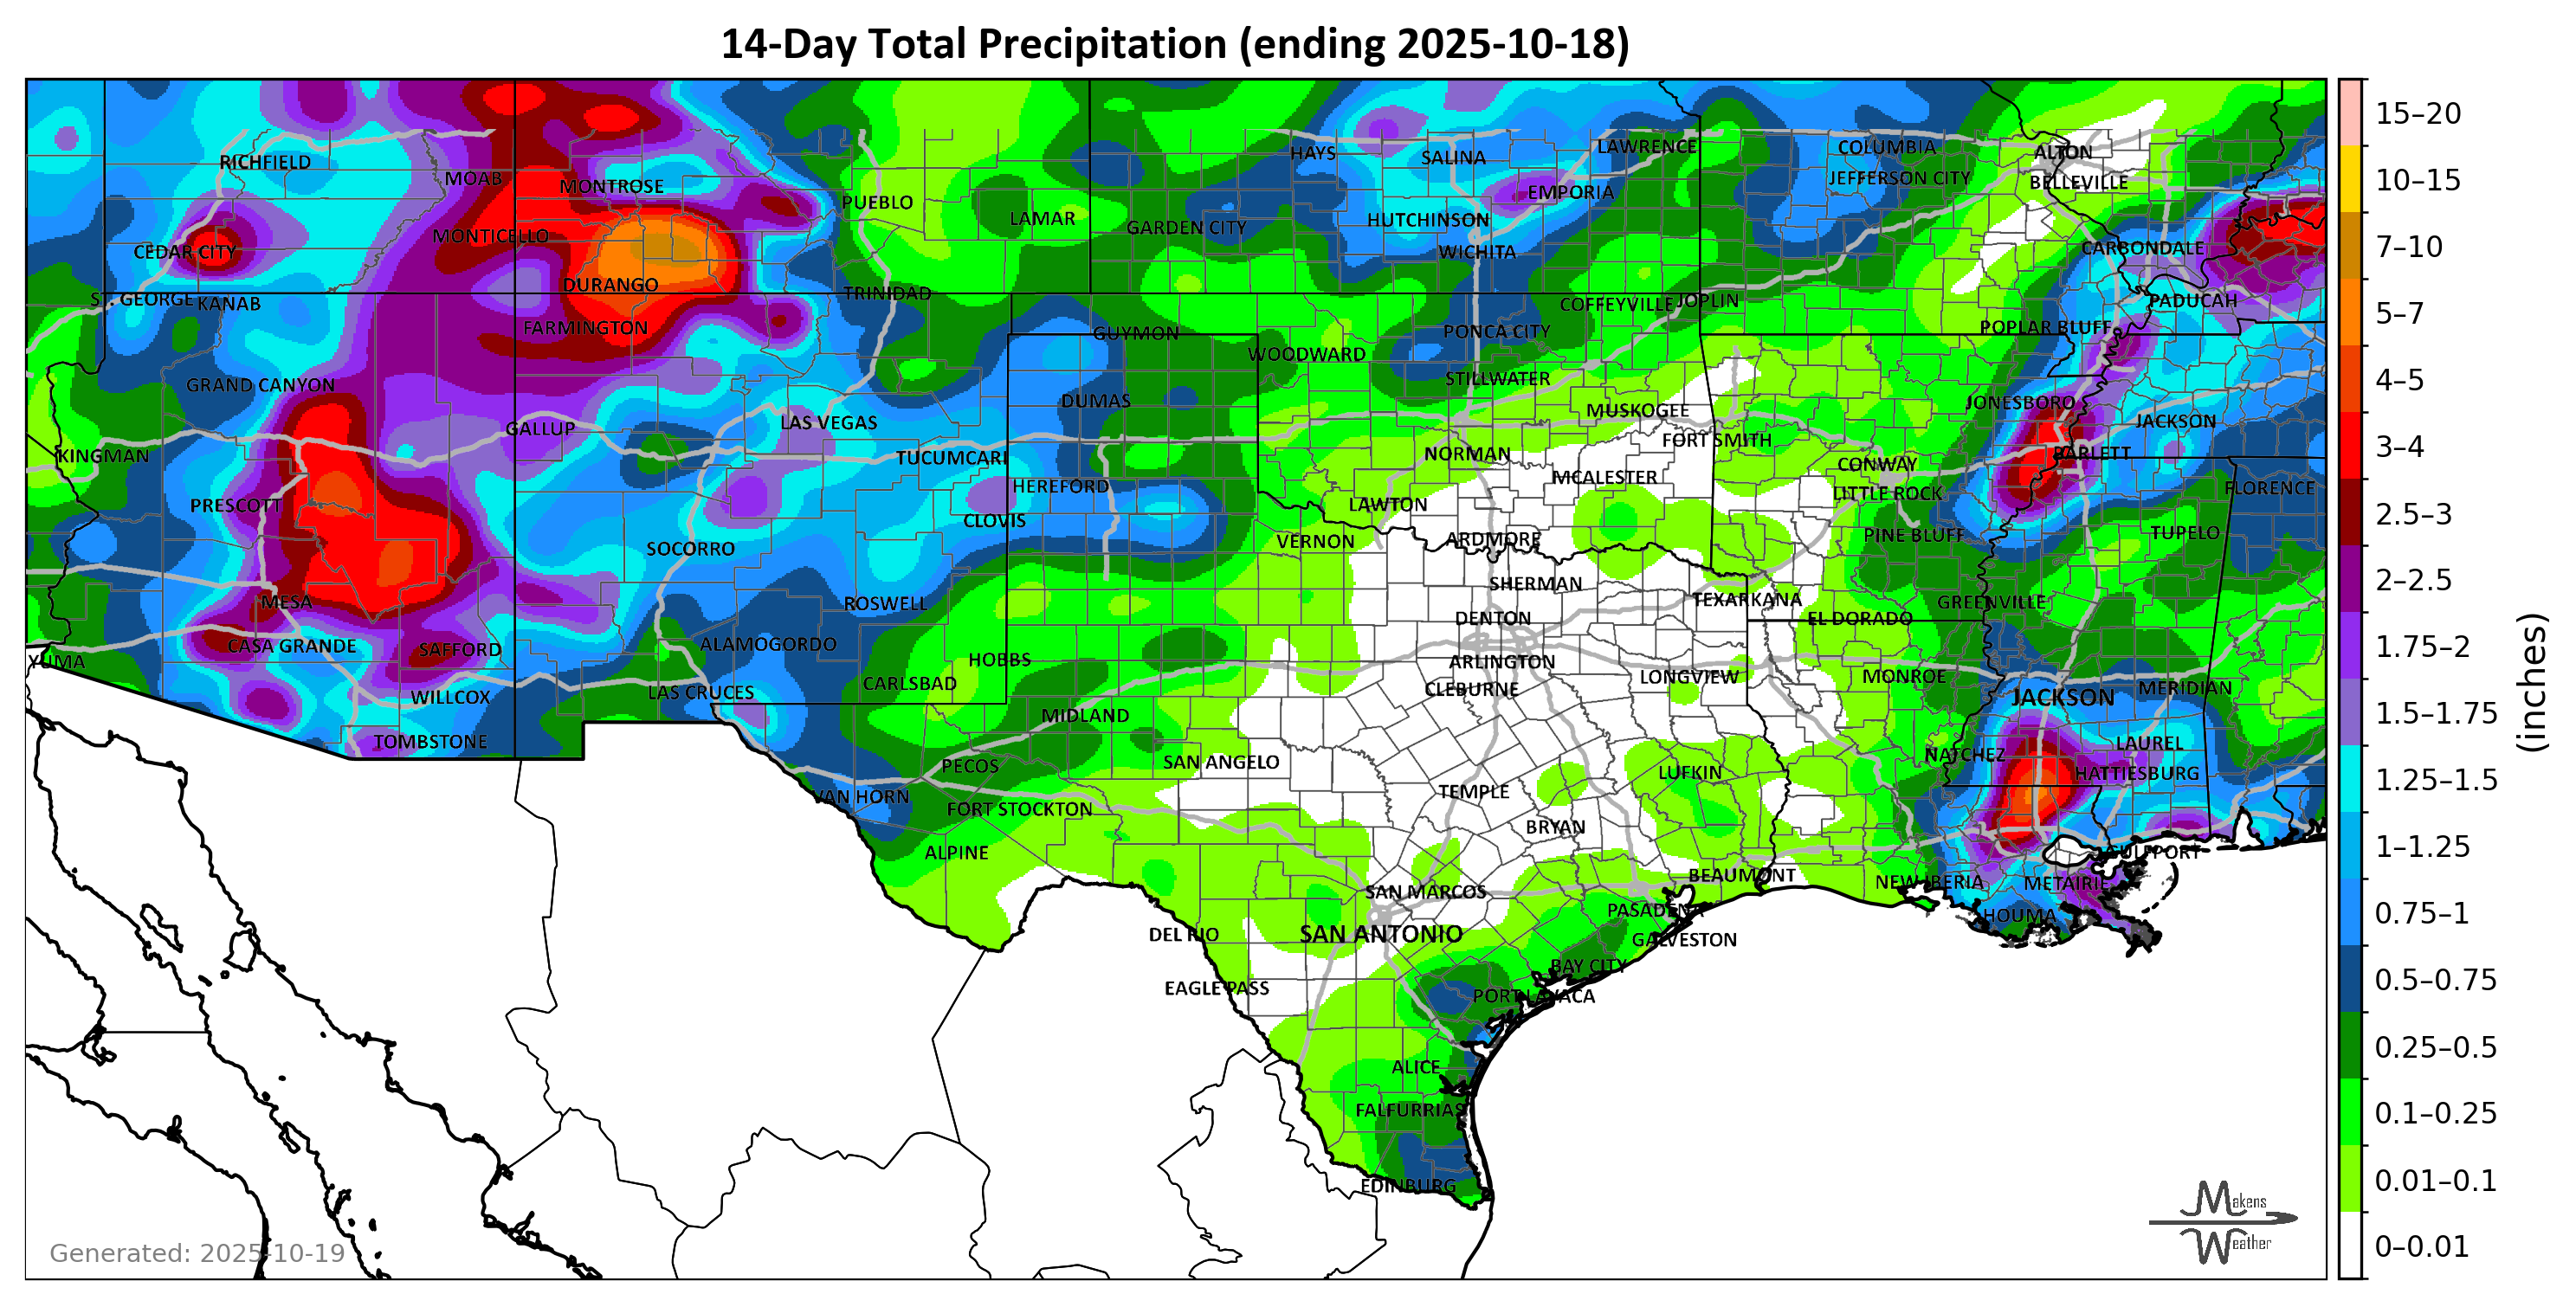 14-Day Total Precipitation (ending 2025-10-18)
RICHFIELD
MOAB
MONTROSE
PUEBLO
LAMAR
HAYS
SALINA
LAWRENCE
COLUMBIA
ALTON
JEFFERSON CITY
BELLEVILLE
EMPORIA
MONTICELLO
GARDEN CITY
HUTCHINSON
CEDAR CITY
WICHITA
CARBONDALE
DURANGO
TRINIDAD
S. GEORGE
KANAB
COFFEYVILLE
JOPLIN
PADUCAH
FARMINGTON
GUYMON
PONCA CITY
POPLAR BLUFF
WOODWARD
GRAND CANYON
STILLWATER
DUMAS
MUSKOGEE
JONESBORO
GALLUP
LAS VEGAS
JACKSON
FORT SMITH
KINGMAN
TUCUMCARI
NORMAN
BARLETT
CONWAY
MCALESTER
HEREFORD
LITTLE ROCK
FLORENCE
PRESCOTT
LAWTON
CLOVIS
PINE BLUFF
TUPELO
SOCORRO
VERNON
ARDMORE
SHERMAN
MESA
ROSWELL
TEXARKANA
GREENVILLE
DENTON
EL DORADO
CASA GRANDE
SAFFORD
ALAMOGORDO
YUMA
HOBBS
ARLINGTON
LONGVIEW
MONROE
WILLCOX
LAS CRUCES
CARLSBAD
CLEBURNE
JACKSON
MERIDIAN
MIDLAND
TOMBSTONE
LAUREL
PECOS
SAN ANGELO
NATCHEZ
LUFKIN
HATTIESBURG
VAN HORN
FORT STOCKTON
TEMPLE
BRYAN
ALPINE
GULFPORT
BEAUMONT
NEW IBERIA
METAIRIE
SAN MARCOS
PASADENA
HOUMA
DEL RIO
SAN ANTONIO
GALVESTON
BAY CITY
EAGLE PASS
PORT LAVACA
ALICE
FALFURRIAS
EDINBURG
Generated: 2025-10-19
Makens
Weather
15–20
10–15
7–10
5–7
4–5
3–4
2.5–3
2–2.5
1.75–2
1.5–1.75
1.25–1.5
1–1.25
0.75–1
0.5–0.75
0.25–0.5
0.1–0.25
0.01–0.1
0–0.01
(inches)